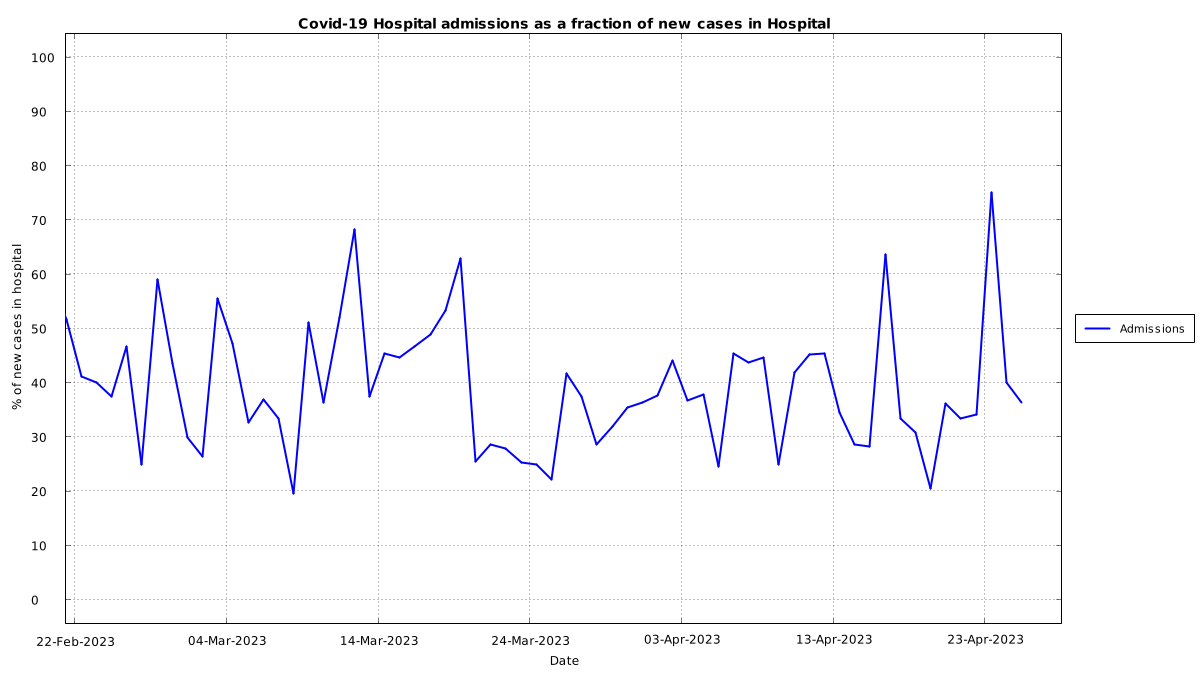 Covid-19 Hospital admissions as a fraction of new cases in Hospital
100
90
80
70
60
50
40
30
20
10
0
% of new cases in hospital
22-Feb-2023
04-Mar-2023
14-Mar-2023
24-Mar-2023
03-Apr-2023
13-Apr-2023
23-Apr-2023
Date
Admissions